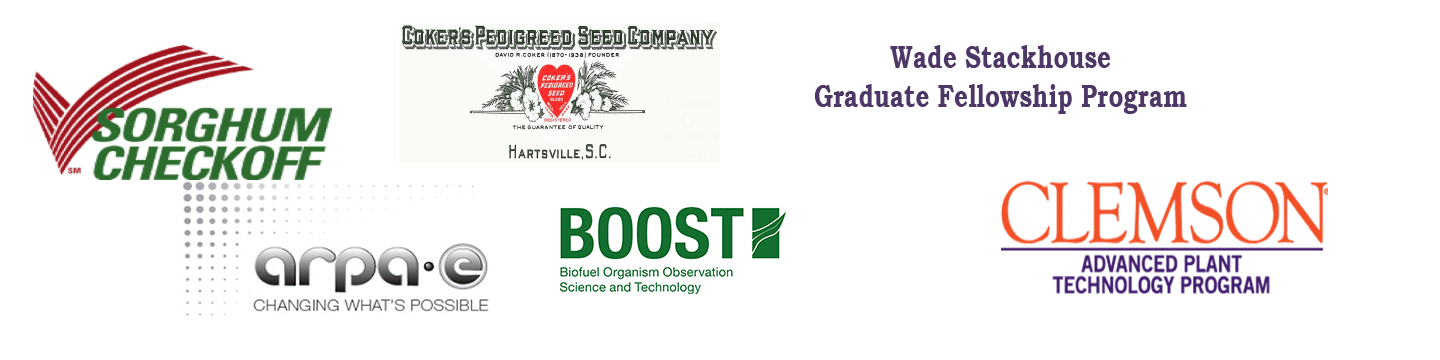 SORGHUM
CHECKOFF
SM
COKER'S PEDIGREED SEED COMPANY
DAVID R. COKER (1870-1938) FOUNDER
COKER'S
PEDIGREED
SEED
BLOOD
REGISTERED
THE GUARANTEE OF QUALITY
HARTSVILLE, S.C.
Wade Stackhouse
Graduate Fellowship Program
arpa·e
CHANGING WHAT'S POSSIBLE
BOOST
Biofuel Organism Observation
Science and Technology
CLEMSON®
ADVANCED PLANT
TECHNOLOGY PROGRAM